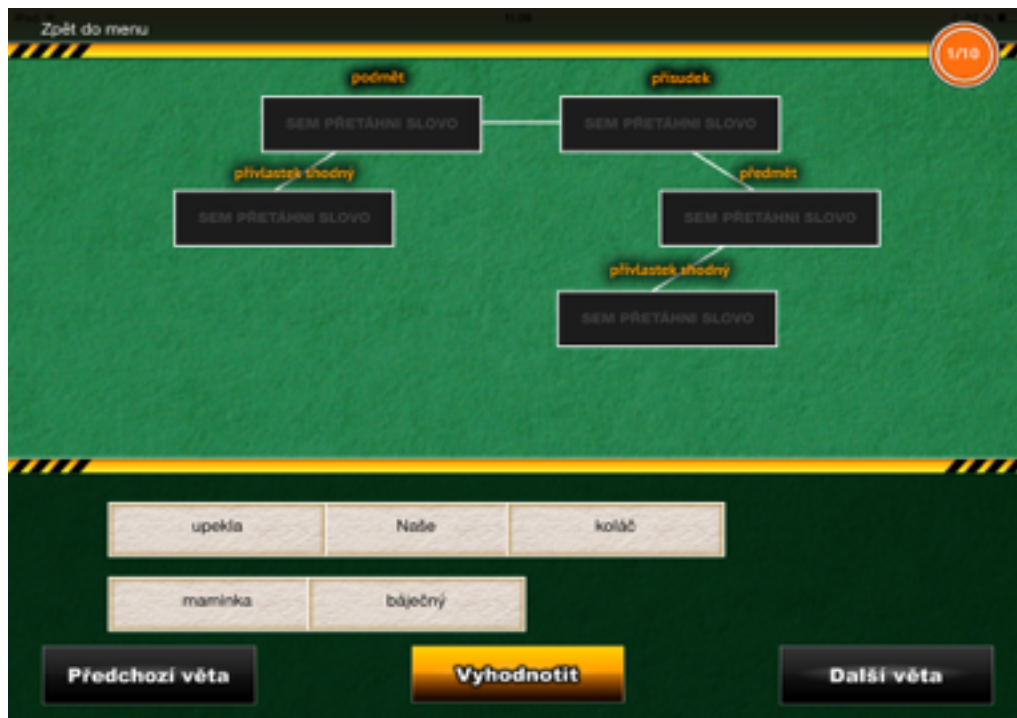 Zpět do menu
1/10
podmět přísudek
SEM PŘETÁHNI SLOVO SEM PŘETÁHNI SLOVO
přívlastek shodný předmět
SEM PŘETÁHNI SLOVO SEM PŘETÁHNI SLOVO
přívlastek shodný
SEM PŘETÁHNI SLOVO
upekla Naše koláč
maminka báječný
Předchozí věta Vyhodnotit Další věta